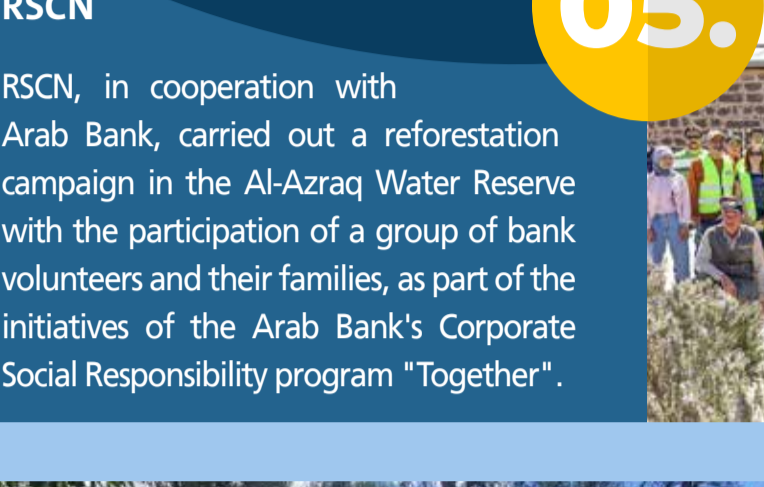 RSCN
05.
RSCN, in cooperation with
Arab Bank, carried out a reforestation
campaign in the Al-Azraq Water Reserve
with the participation of a group of bank
volunteers and their families, as part of the
initiatives of the Arab Bank's Corporate
Social Responsibility program "Together".